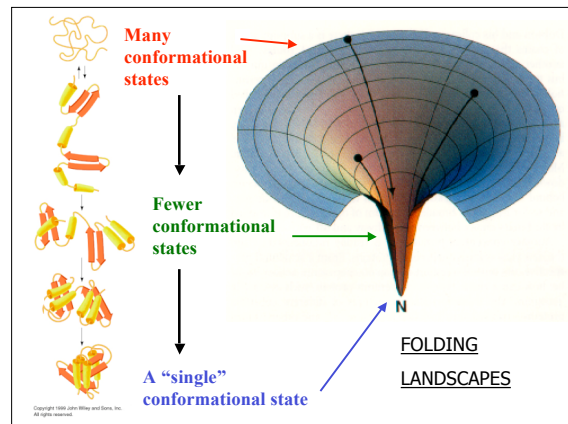 Many
conformational
states
Fewer
conformational
states
A “single”
conformational state
N
FOLDING
LANDSCAPES
Copyright 1999 John Wiley and Sons, Inc.
All rights reserved.